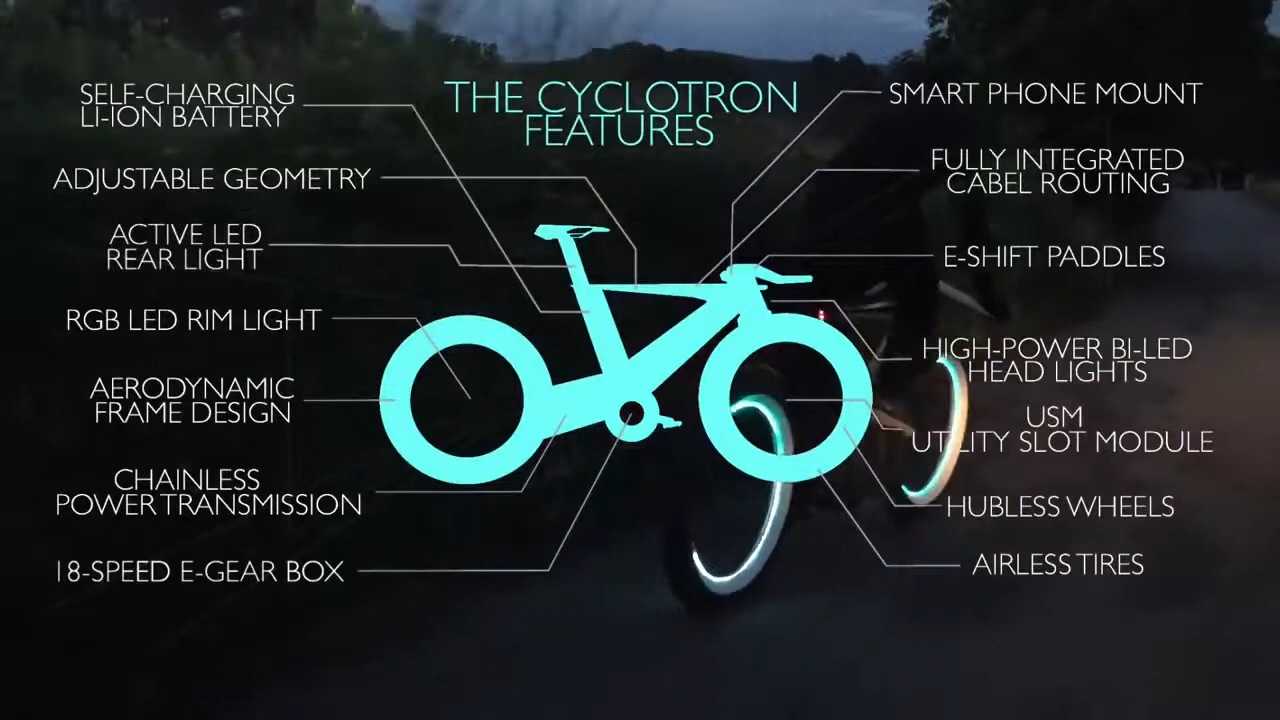 THE CYCLOTRON
FEATURES
SELF-CHARGING
LI-ION BATTERY
ADJUSTABLE GEOMETRY
ACTIVE LED
REAR LIGHT
RGB LED RIM LIGHT
AERODYNAMIC
FRAME DESIGN
CHAINLESS
POWER TRANSMISSION
18-SPEED E-GEAR BOX
SMART PHONE MOUNT
FULLY INTEGRATED
CABEL ROUTING
E-SHIFT PADDLES
HIGH-POWER BI-LED
HEAD LIGHTS
USM
UTILITY SLOT MODULE
HUBLESS WHEELS
AIRLESS TIRES